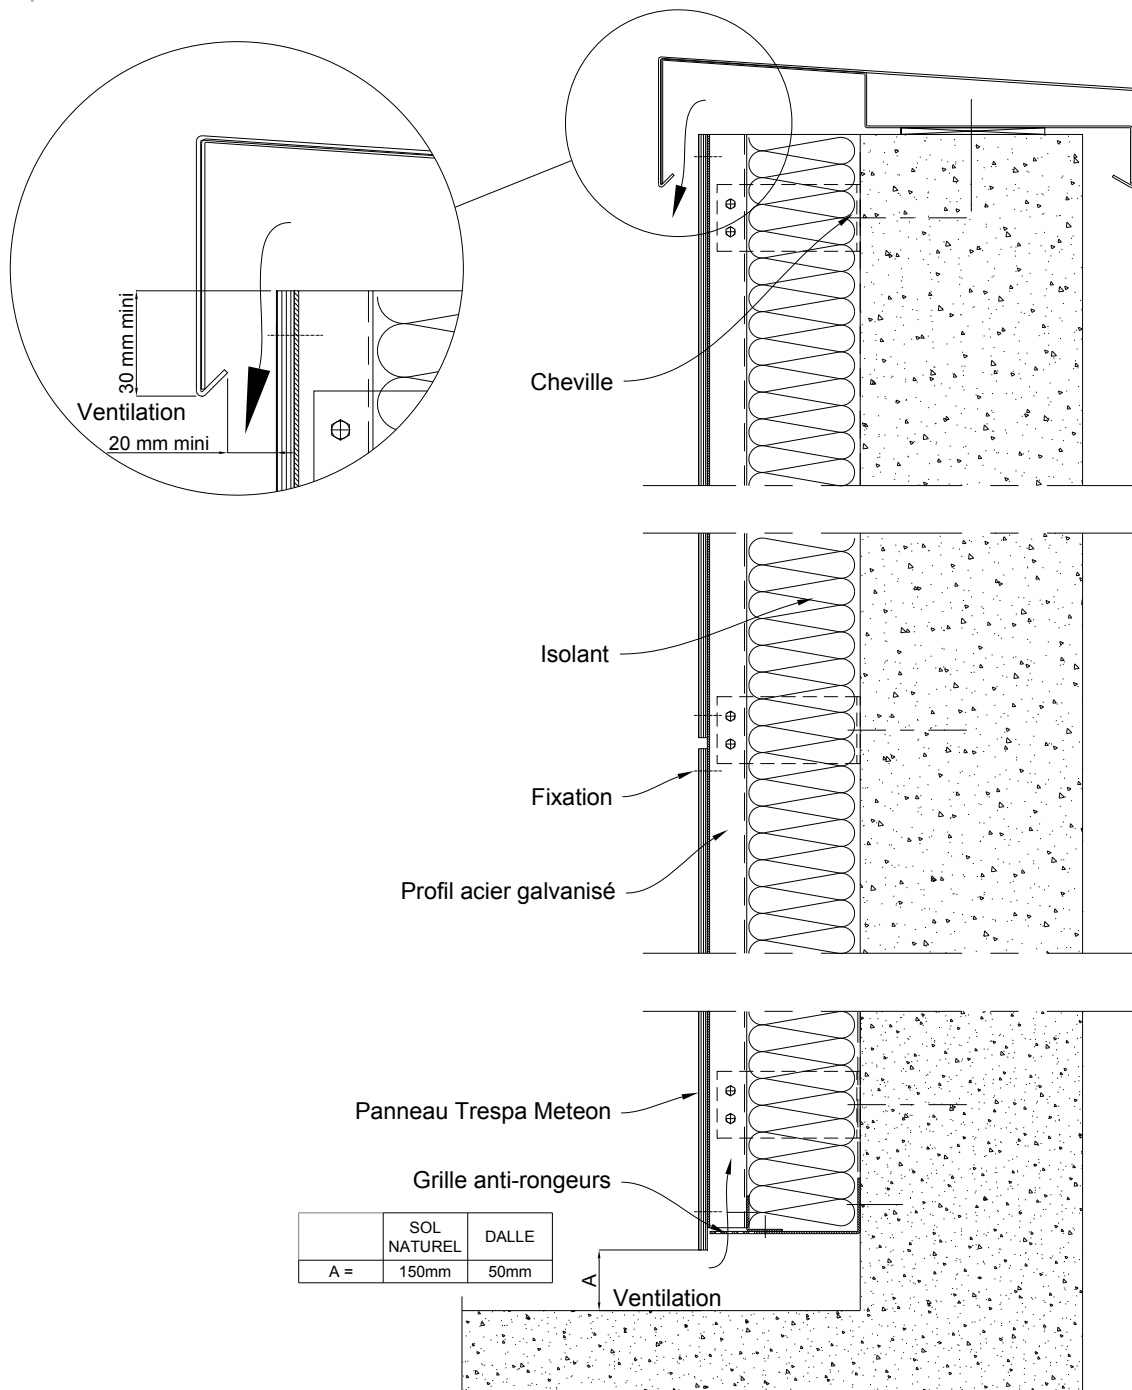 30 mm mini
Ventilation
20 mm mini
Cheville
Isolant
Fixation
Profil acier galvanisé
Panneau Trespa Meteon
Grille anti-rongeurs
SOL
NATUREL
DALLE
A =
150mm
50mm
A
Ventilation